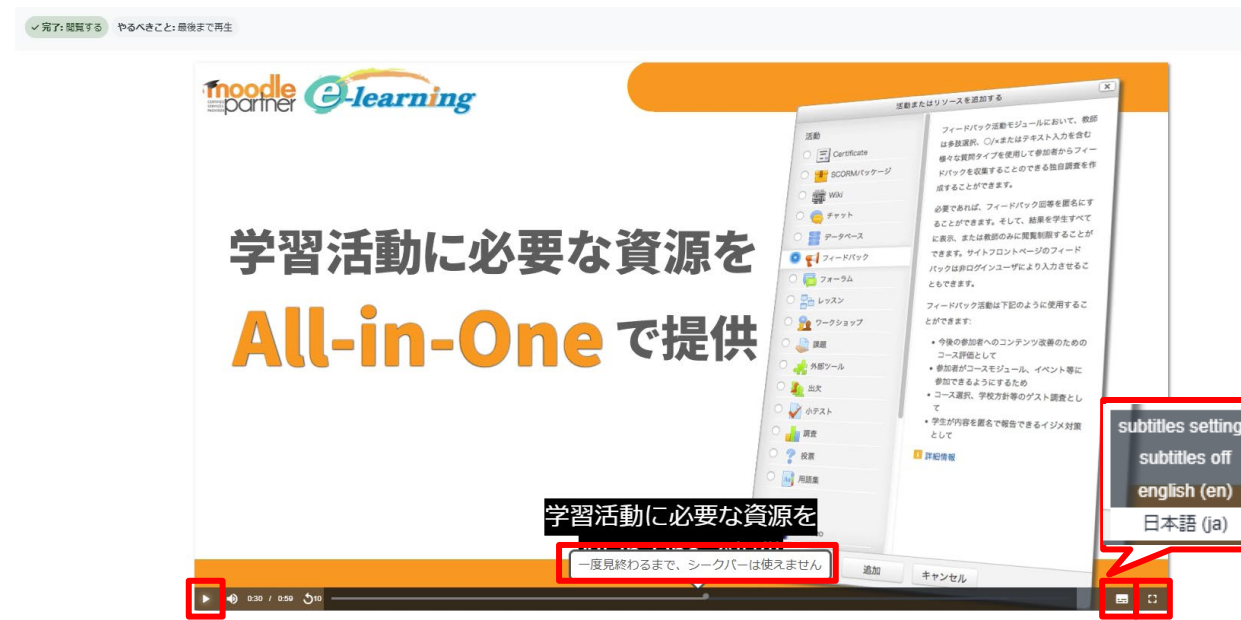 ✓完了: 閲覧する
やるべきこと: 最後まで再生
moodle
partner
e-learning
学習活動に必要な資源を
All-in-One で提供
活動またはリソースを追加する
活動
Certificate
SCORMパッケージ
Wiki
チャット
データベース
フィードバック
フォーラム
レッスン
ワークショップ
課題
外部ツール
出欠
小テスト
調査
投票
用語集
フィードバック活動モジュールにおいて、教師
は多肢選択、〇/×またはテキスト入力を含む
様々な質問タイプを使用して参加者からフィー
ドバックを収集することのできる独自調査を作
成することができます。
必要であれば、フィードバック回答を匿名にす
ることができます。そして、結果を学生すべて
に表示、または教師のみに閲覧制限することが
できます。サイトフロントページのフィード
バックは非ログインユーザにより入力させるこ
ともできます。
フィードバック活動は下記のように使用するこ
とができます:
• 今後の参加者へのコンテンツ改善のための
コース評価として
• 参加者がコースモジュール、イベント等に
参加できるようにするため
• コース選択、学校方針等のゲスト調査とし
て
• 学生が内容を匿名で報告できるイジメ対策
として
詳細情報
subtitles setting
subtitles off
english (en)
日本語 (ja)
学習活動に必要な資源を
一度見終わるまで、シークバーは使えません
追加
キャンセル
0:30 / 0:59
10